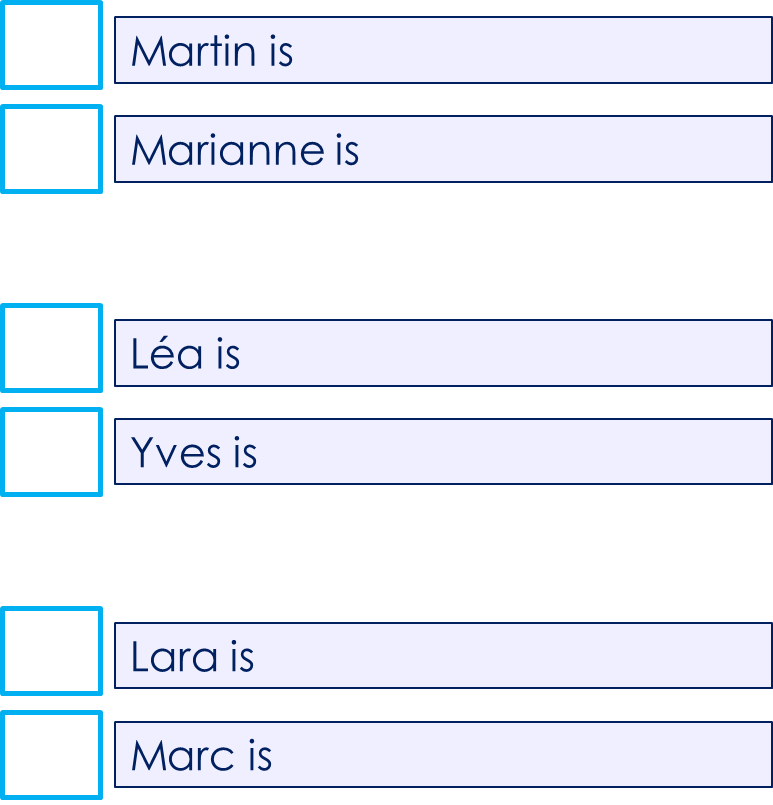 Martin is
Marianne is
Léa is
Yves is
Lara is
Marc is